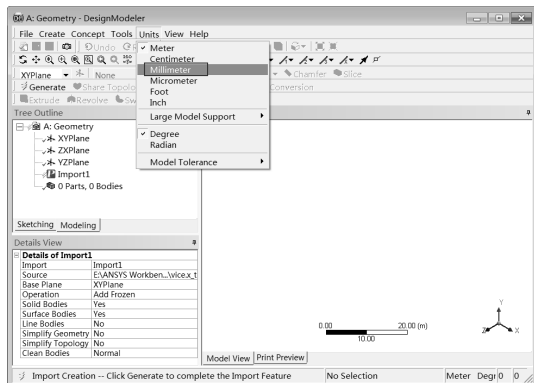 A: Geometry - DesignModeler
File Create Concept Tools Units View Help
Undo
XYPlane None Chamfer Slice
Generate Share Topolo Conversion
Extrude Revolve Sw
Meter
Centimeter
Millimeter
Micrometer
Foot
Inch
Large Model Support
Degree
Radian
Model Tolerance
Tree Outline
A: Geometry
XYPlane
ZXPlane
YZPlane
Import1
0 Parts, 0 Bodies
Sketching Modeling
Details View
Details of Import1
Import Import1
Source E:\ANSYS Workben...\vice.x_t
Base Plane XYPlane
Operation Add Frozen
Solid Bodies Yes
Surface Bodies Yes
Line Bodies No
Simplify Geometry No
Simplify Topology No
Clean Bodies Normal
0.00 20.00 (m)
10.00
Y
Z X
Model View Print Preview
Import Creation -- Click Generate to complete the Import Feature No Selection Meter Degr 0 0